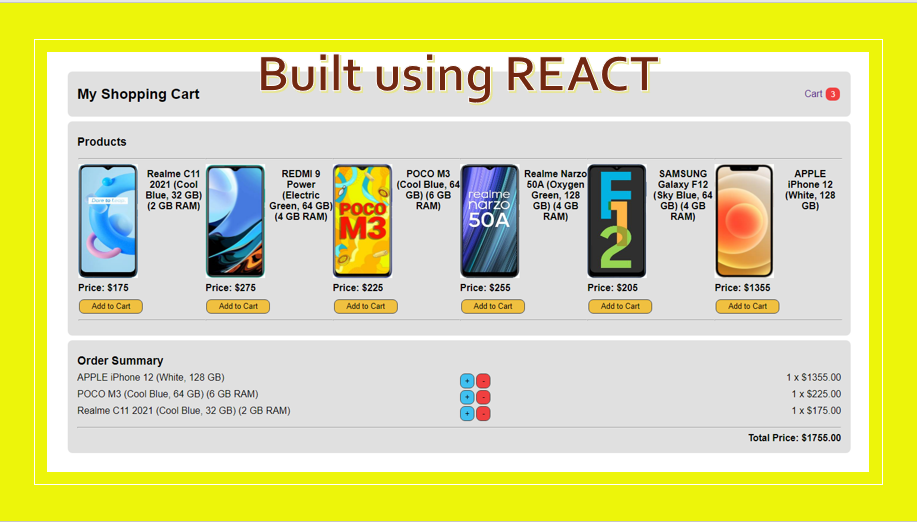 Built using REACT
My Shopping Cart
Cart 3
Products
Realme C11
2021 (Cool
Blue, 32 GB)
(2 GB RAM)
Price: $175
Add to Cart
REDMI 9
Power
(Electric
Green, 64 GB)
(4 GB RAM)
Price: $275
Add to Cart
POCO
M3
POCO M3
(Cool Blue, 64
GB) (6 GB
RAM)
Price: $225
Add to Cart
realme
narzo
50A
Realme Narzo
50A (Oxygen
Green, 128
GB) (4 GB
RAM)
Price: $255
Add to Cart
F12
SAMSUNG
Galaxy F12
(Sky Blue, 64
GB) (4 GB
RAM)
Price: $205
Add to Cart
APPLE
iPhone 12
(White, 128
GB)
Price: $1355
Add to Cart
Order Summary
APPLE iPhone 12 (White, 128 GB) + - 1 x $1355.00
POCO M3 (Cool Blue, 64 GB) (6 GB RAM) + - 1 x $225.00
Realme C11 2021 (Cool Blue, 32 GB) (2 GB RAM) + - 1 x $175.00
Total Price: $1755.00